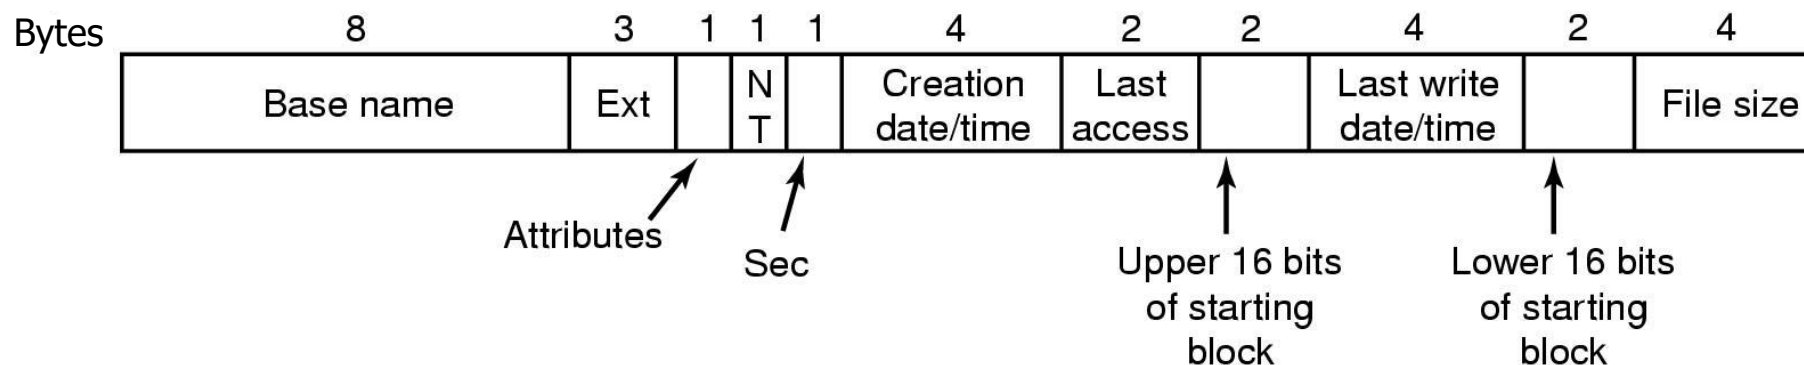 Bytes 8 3 1 1 1 4 2 2 4 2 4
Base name
Ext
N
T
Creation
date/time
Last
access
Last write
date/time
File size
Attributes
Sec
Upper 16 bits
of starting
block
Lower 16 bits
of starting
block